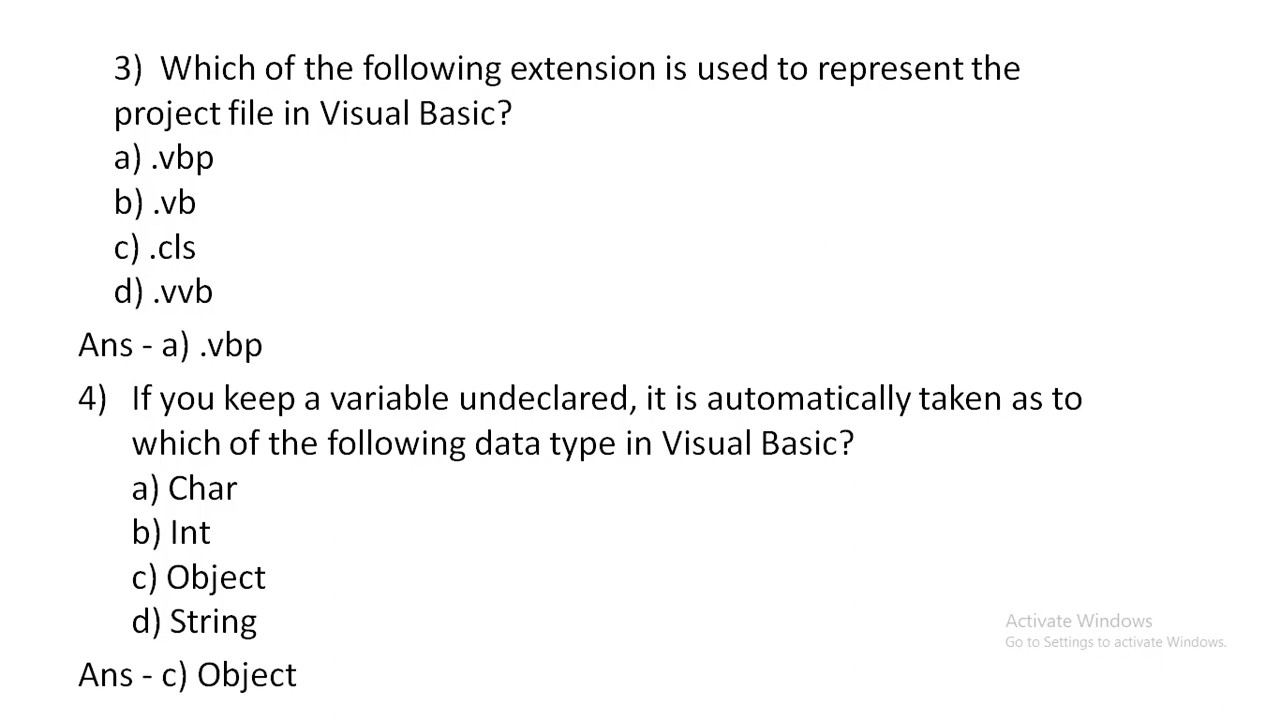 3) Which of the following extension is used to represent the
project file in Visual Basic?
a) .vbp
b) .vb
c) .cls
d) .vvb
Ans - a) .vbp
4) If you keep a variable undeclared, it is automatically taken as to
which of the following data type in Visual Basic?
a) Char
b) Int
c) Object
d) String
Ans - c) Object
Activate Windows
Go to Settings to activate Windows.